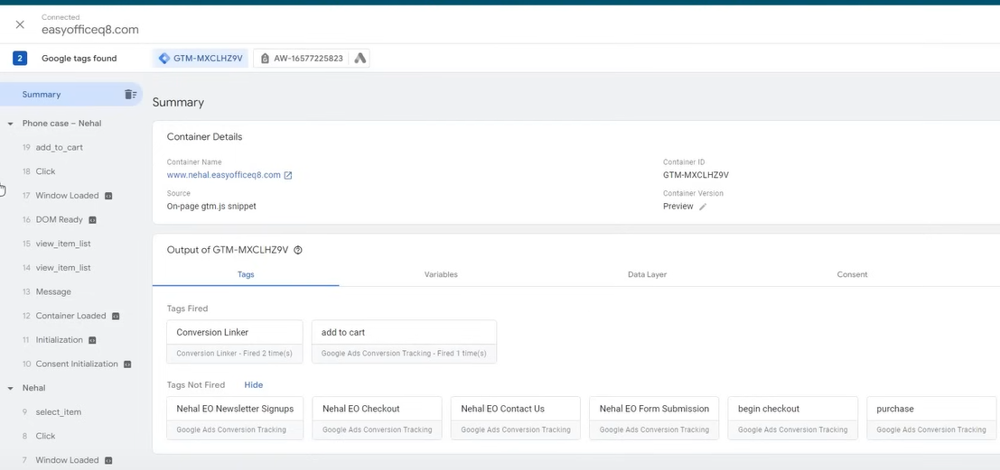 Connected
easyofficeq8.com
2 Google tags found GTM-MXCLHZ9V AW-16577225823
Summary
Phone case – Nehal
19 add_to_cart
18 Click
17 Window Loaded
16 DOM Ready
15 view_item_list
14 view_item_list
13 Message
12 Container Loaded
11 Initialization
10 Consent Initialization
Nehal
9 select_item
8 Click
7 Window Loaded
Summary
Container Details
Container Name
www.nehal.easyofficeq8.com
Container ID
GTM-MXCLHZ9V
Source
On-page gtm.js snippet
Container Version
Preview
Output of GTM-MXCLHZ9V
Tags Variables Data Layer Consent
Tags Fired
Conversion Linker
Conversion Linker - Fired 2 time(s)
add to cart
Google Ads Conversion Tracking - Fired 1 time(s)
Tags Not Fired Hide
Nehal EO Newsletter Signups
Google Ads Conversion Tracking
Nehal EO Checkout
Google Ads Conversion Tracking
Nehal EO Contact Us
Google Ads Conversion Tracking
Nehal EO Form Submission
Google Ads Conversion Tracking
begin checkout
Google Ads Conversion Tracking
purchase
Google Ads Conversion Tracking